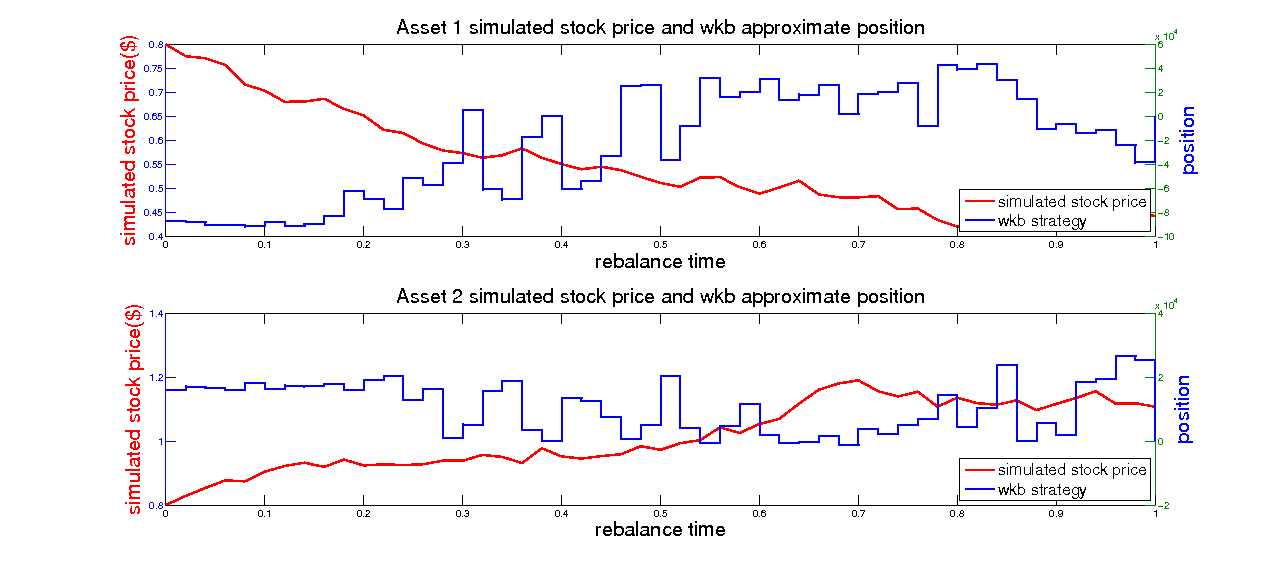 Asset 1 simulated stock price and wkb approximate position
x 10^4
simulated stock price($)
0.8
0.75
0.7
0.65
0.6
0.55
0.5
0.45
0.4
6
4
2
0
-2
-4
-6
-8
-10
position
simulated stock price
wkb strategy
0 0.1 0.2 0.3 0.4 0.5 0.6 0.7 0.8 0.9 1
rebalance time
Asset 2 simulated stock price and wkb approximate position
x 10^4
simulated stock price($)
1.4
1.2
1
0.8
4
2
0
-2
position
simulated stock price
wkb strategy
0 0.1 0.2 0.3 0.4 0.5 0.6 0.7 0.8 0.9 1
rebalance time